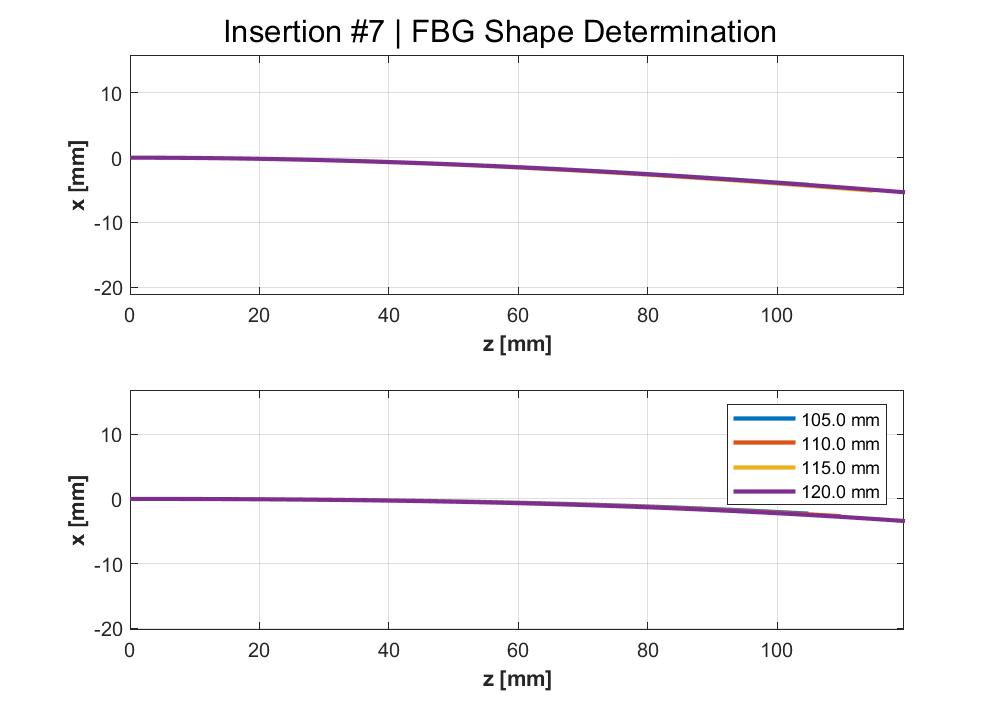 Insertion #7 | FBG Shape Determination
10
0
-10
-20
x [mm]
0 20 40 60 80 100
z [mm]
10
0
-10
-20
x [mm]
105.0 mm
110.0 mm
115.0 mm
120.0 mm
0 20 40 60 80 100
z [mm]